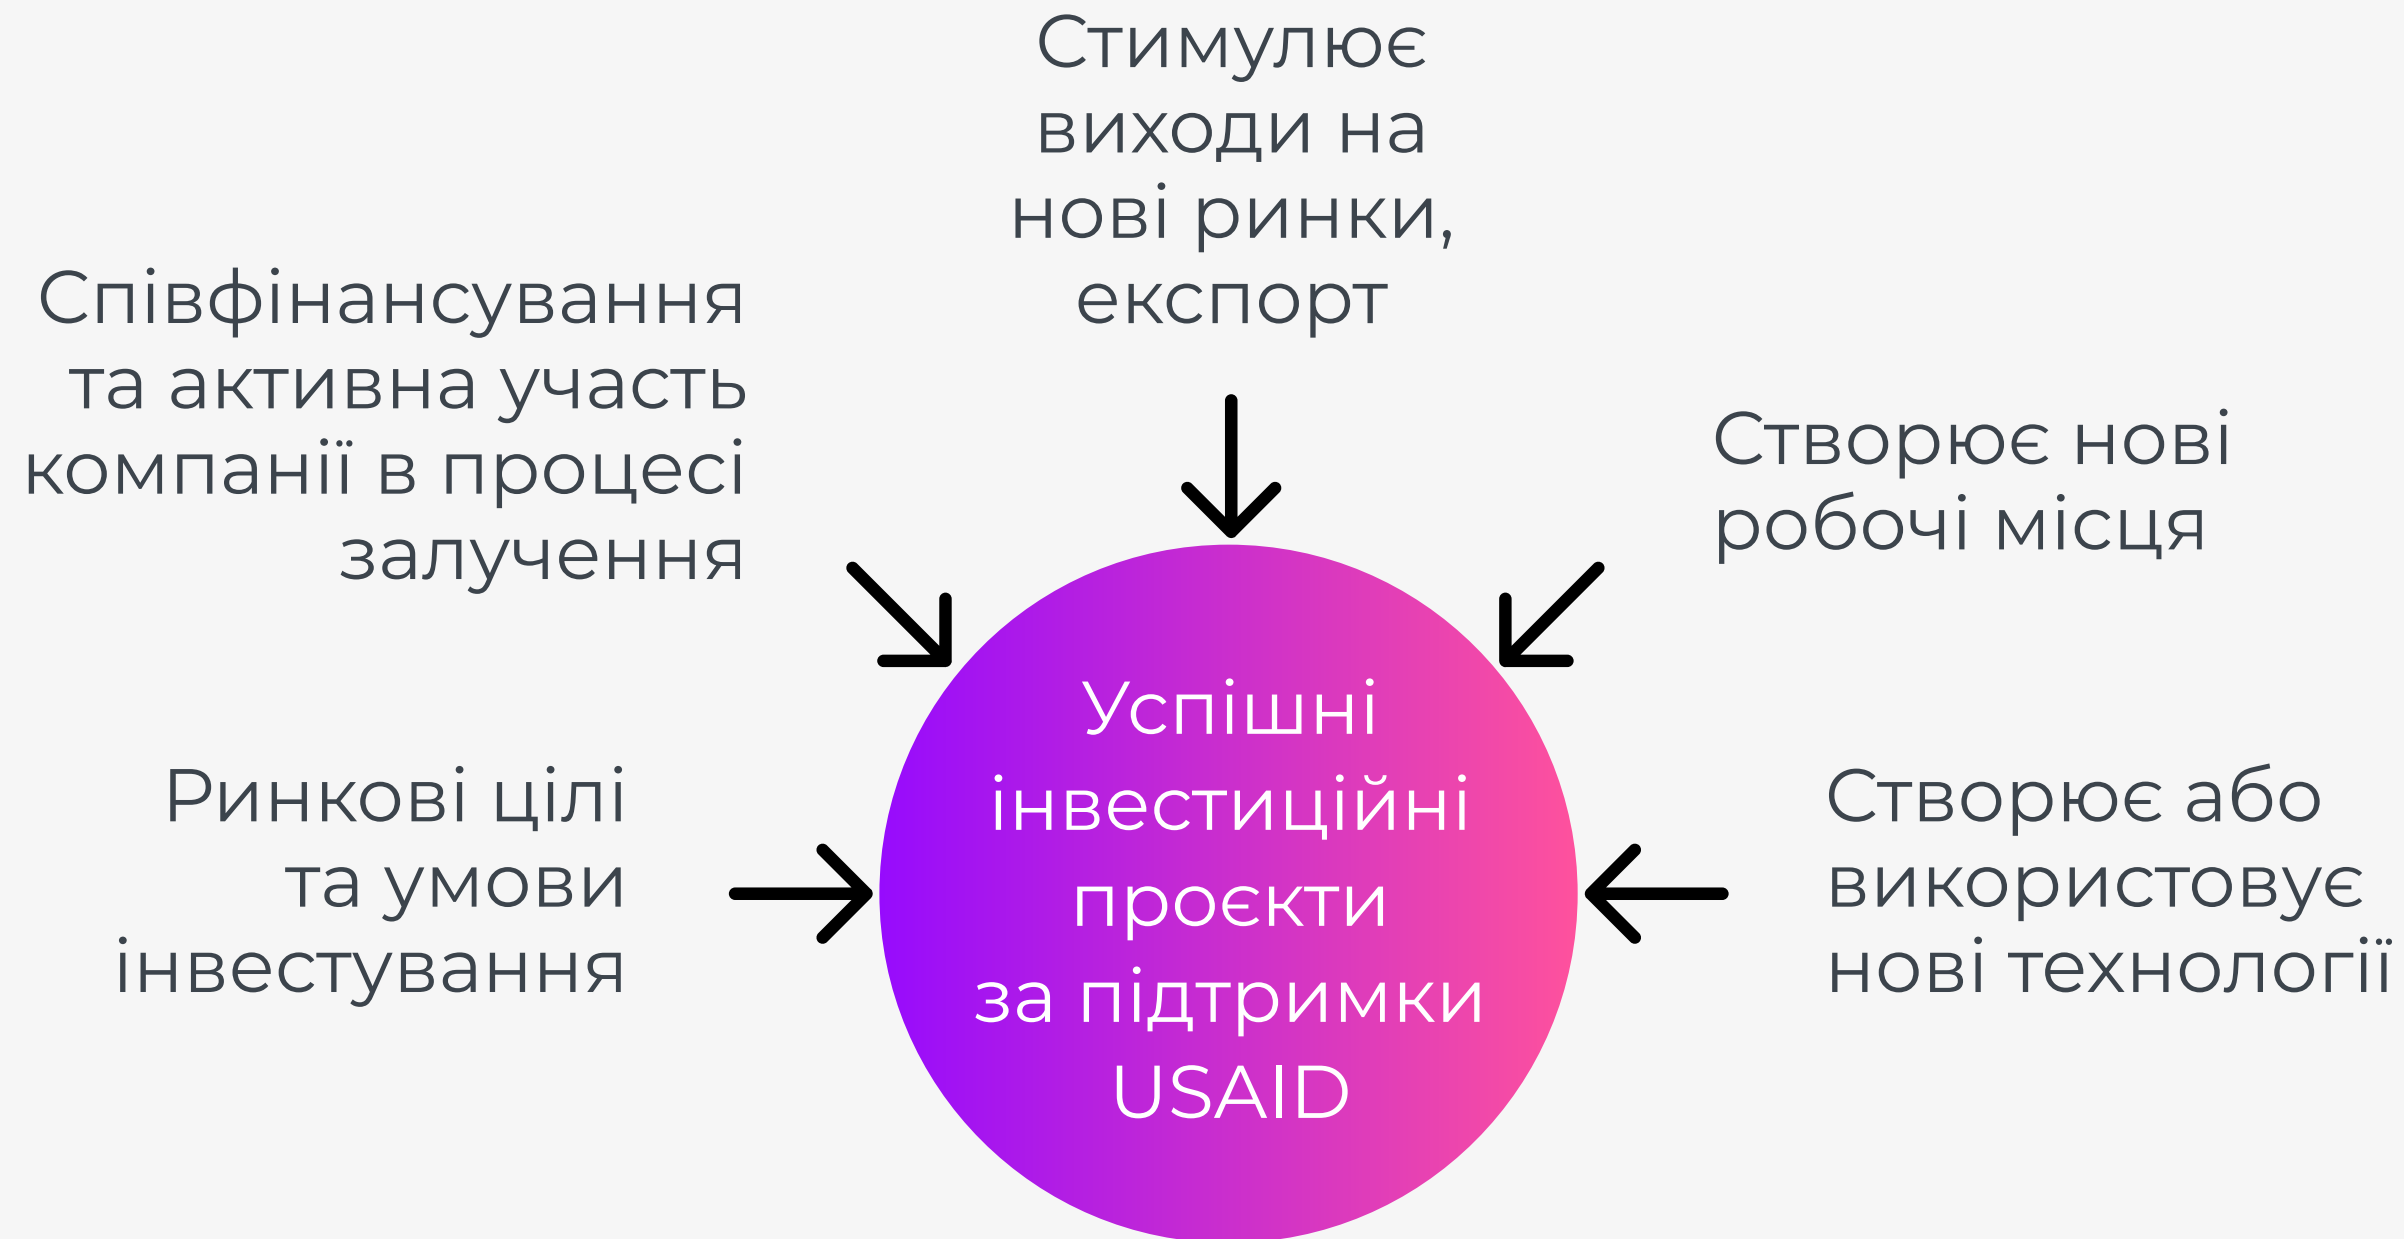 Стимулює
виходи на
нові ринки,
експорт
Співфінансування
та активна участь
компанії в процесі
залучення
Створює нові
робочі місця
Ринкові цілі
та умови
інвестування
Успішні
інвестиційні
проєкти
за підтримки
USAID
Створює або
використовує
нові технології